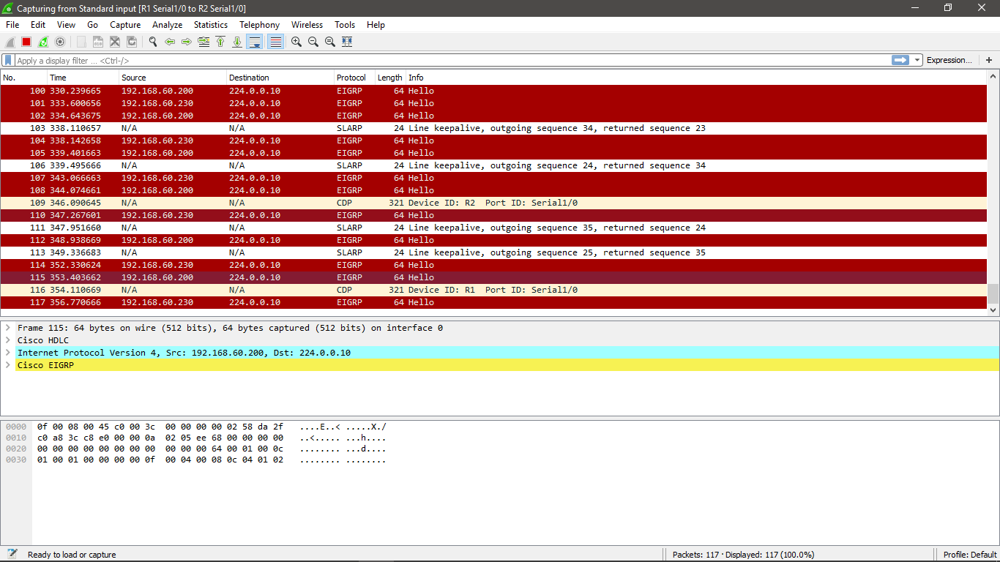 Capturing from Standard input [R1 Serial1/0 to R2 Serial1/0]
File Edit View Go Capture Analyze Statistics Telephony Wireless Tools Help
Apply a display filter ... <Ctrl-/> Expression... +
No. Time Source Destination Protocol Length Info
100 330.239665 192.168.60.200 224.0.0.10 EIGRP 64 Hello
101 333.600656 192.168.60.230 224.0.0.10 EIGRP 64 Hello
102 334.643675 192.168.60.200 224.0.0.10 EIGRP 64 Hello
103 338.110657 N/A N/A SLARP 24 Line keepalive, outgoing sequence 34, returned sequence 23
104 338.142658 192.168.60.230 224.0.0.10 EIGRP 64 Hello
105 339.401663 192.168.60.200 224.0.0.10 EIGRP 64 Hello
106 339.495666 N/A N/A SLARP 24 Line keepalive, outgoing sequence 24, returned sequence 34
107 343.066663 192.168.60.230 224.0.0.10 EIGRP 64 Hello
108 344.074661 192.168.60.200 224.0.0.10 EIGRP 64 Hello
109 346.090645 N/A N/A CDP 321 Device ID: R2 Port ID: Serial1/0
110 347.267601 192.168.60.230 224.0.0.10 EIGRP 64 Hello
111 347.951660 N/A N/A SLARP 24 Line keepalive, outgoing sequence 35, returned sequence 24
112 348.938669 192.168.60.200 224.0.0.10 EIGRP 64 Hello
113 349.336683 N/A N/A SLARP 24 Line keepalive, outgoing sequence 25, returned sequence 35
114 352.330624 192.168.60.230 224.0.0.10 EIGRP 64 Hello
115 353.403662 192.168.60.200 224.0.0.10 EIGRP 64 Hello
116 354.110669 N/A N/A CDP 321 Device ID: R1 Port ID: Serial1/0
117 356.770666 192.168.60.230 224.0.0.10 EIGRP 64 Hello
Frame 115: 64 bytes on wire (512 bits), 64 bytes captured (512 bits) on interface 0
Cisco HDLC
Internet Protocol Version 4, Src: 192.168.60.200, Dst: 224.0.0.10
Cisco EIGRP
0000 0f 00 08 00 45 c0 00 3c 00 00 00 00 02 58 da 2f ....E..< .....X./
0010 c0 a8 3c c8 e0 00 00 0a 02 05 ee 68 00 00 00 00 ..<..... ...h....
0020 00 00 00 00 00 00 00 00 00 00 00 64 00 01 00 0c ........ ...d....
0030 01 00 01 00 00 00 00 0f 00 04 00 08 0c 04 01 02 ........ ........
Ready to load or capture Packets: 117 · Displayed: 117 (100.0%) Profile: Default